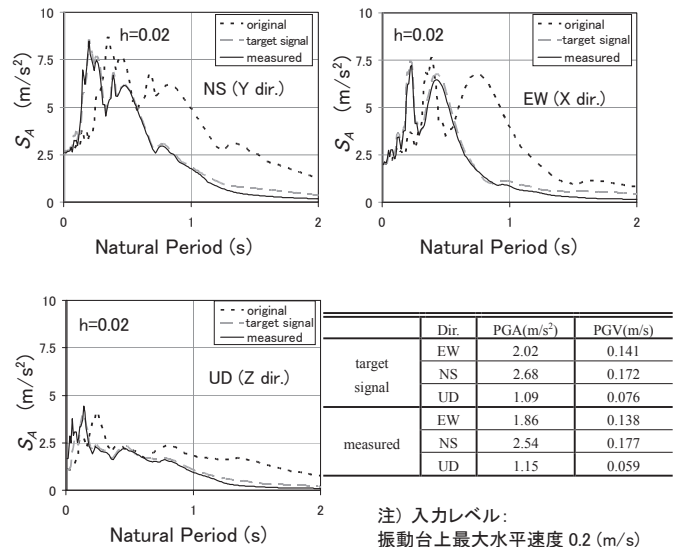 10
7.5
5
2.5
0
S_A (m/s²)
h=0.02
original
target signal
measured
NS (Y dir.)
0
1
2
Natural Period (s)
10
7.5
5
2.5
0
S_A (m/s²)
h=0.02
original
target signal
measured
EW (X dir.)
0
1
2
Natural Period (s)
10
7.5
5
2.5
0
S_A (m/s²)
h=0.02
original
target signal
measured
UD (Z dir.)
0
1
2
Natural Period (s)
Dir. PGA(m/s²) PGV(m/s)
target signal
EW 2.02 0.141
NS 2.68 0.172
UD 1.09 0.076
measured
EW 1.86 0.138
NS 2.54 0.177
UD 1.15 0.059
注) 入力レベル:
振動台上最大水平速度 0.2 (m/s)